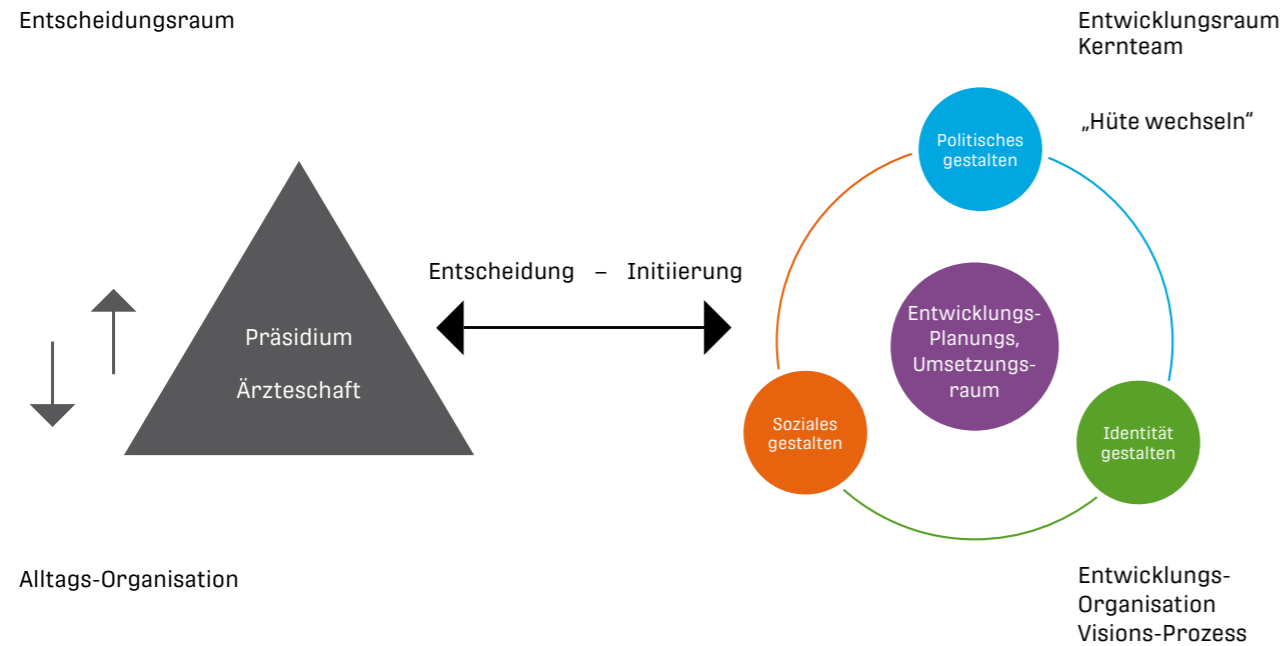 Entscheidungsraum
Entwicklungsraum
Kernteam
„Hüte wechseln“
Politisches
gestalten
Entscheidung – Initiierung
Präsidium
Ärzteschaft
Entwicklungs-
Planungs,
Umsetzungs-
raum
Soziales
gestalten
Identität
gestalten
Alltags-Organisation
Entwicklungs-
Organisation
Visions-Prozess